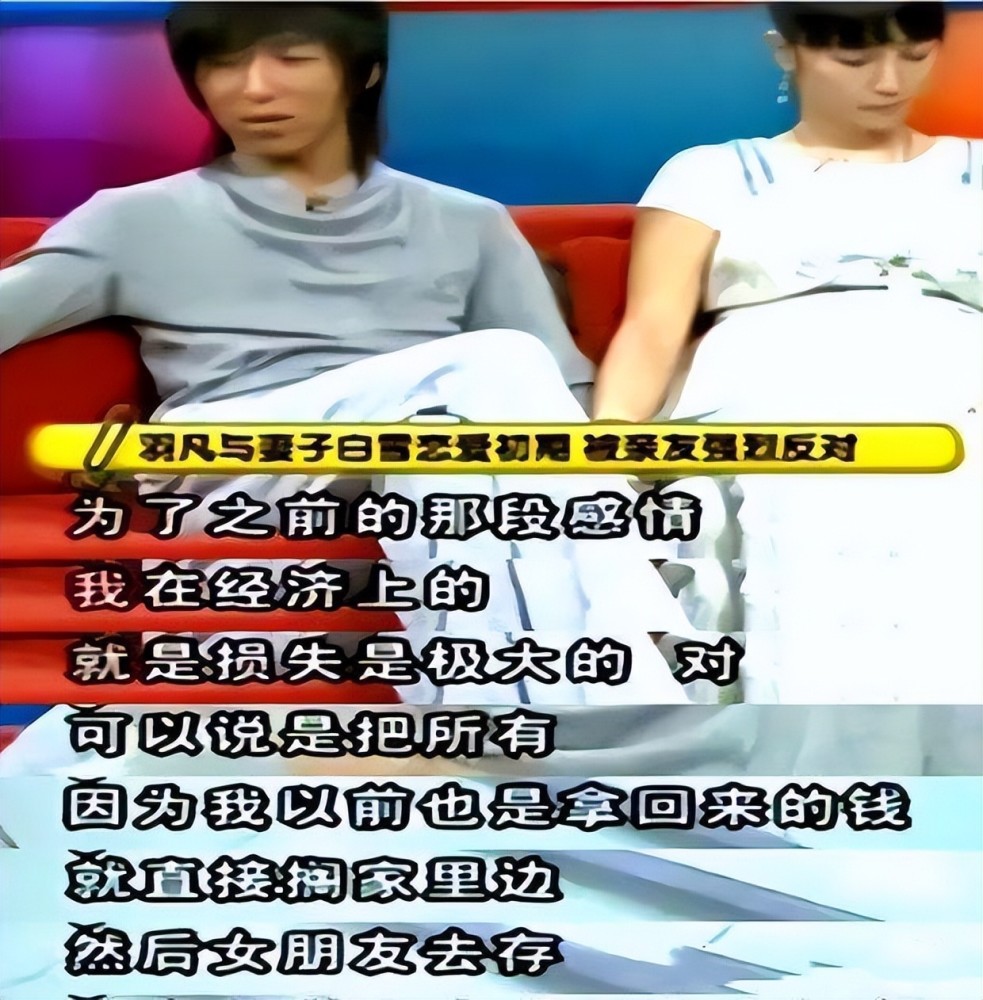 羽凡与妻子白雪恋爱初期 被亲友强烈反对
为了之前的那段感情
我在经济上的
就是损失是极大的 对
可以说是把所有
因为我以前也是拿回来的钱
就直接搁家里边
然后女朋友去存